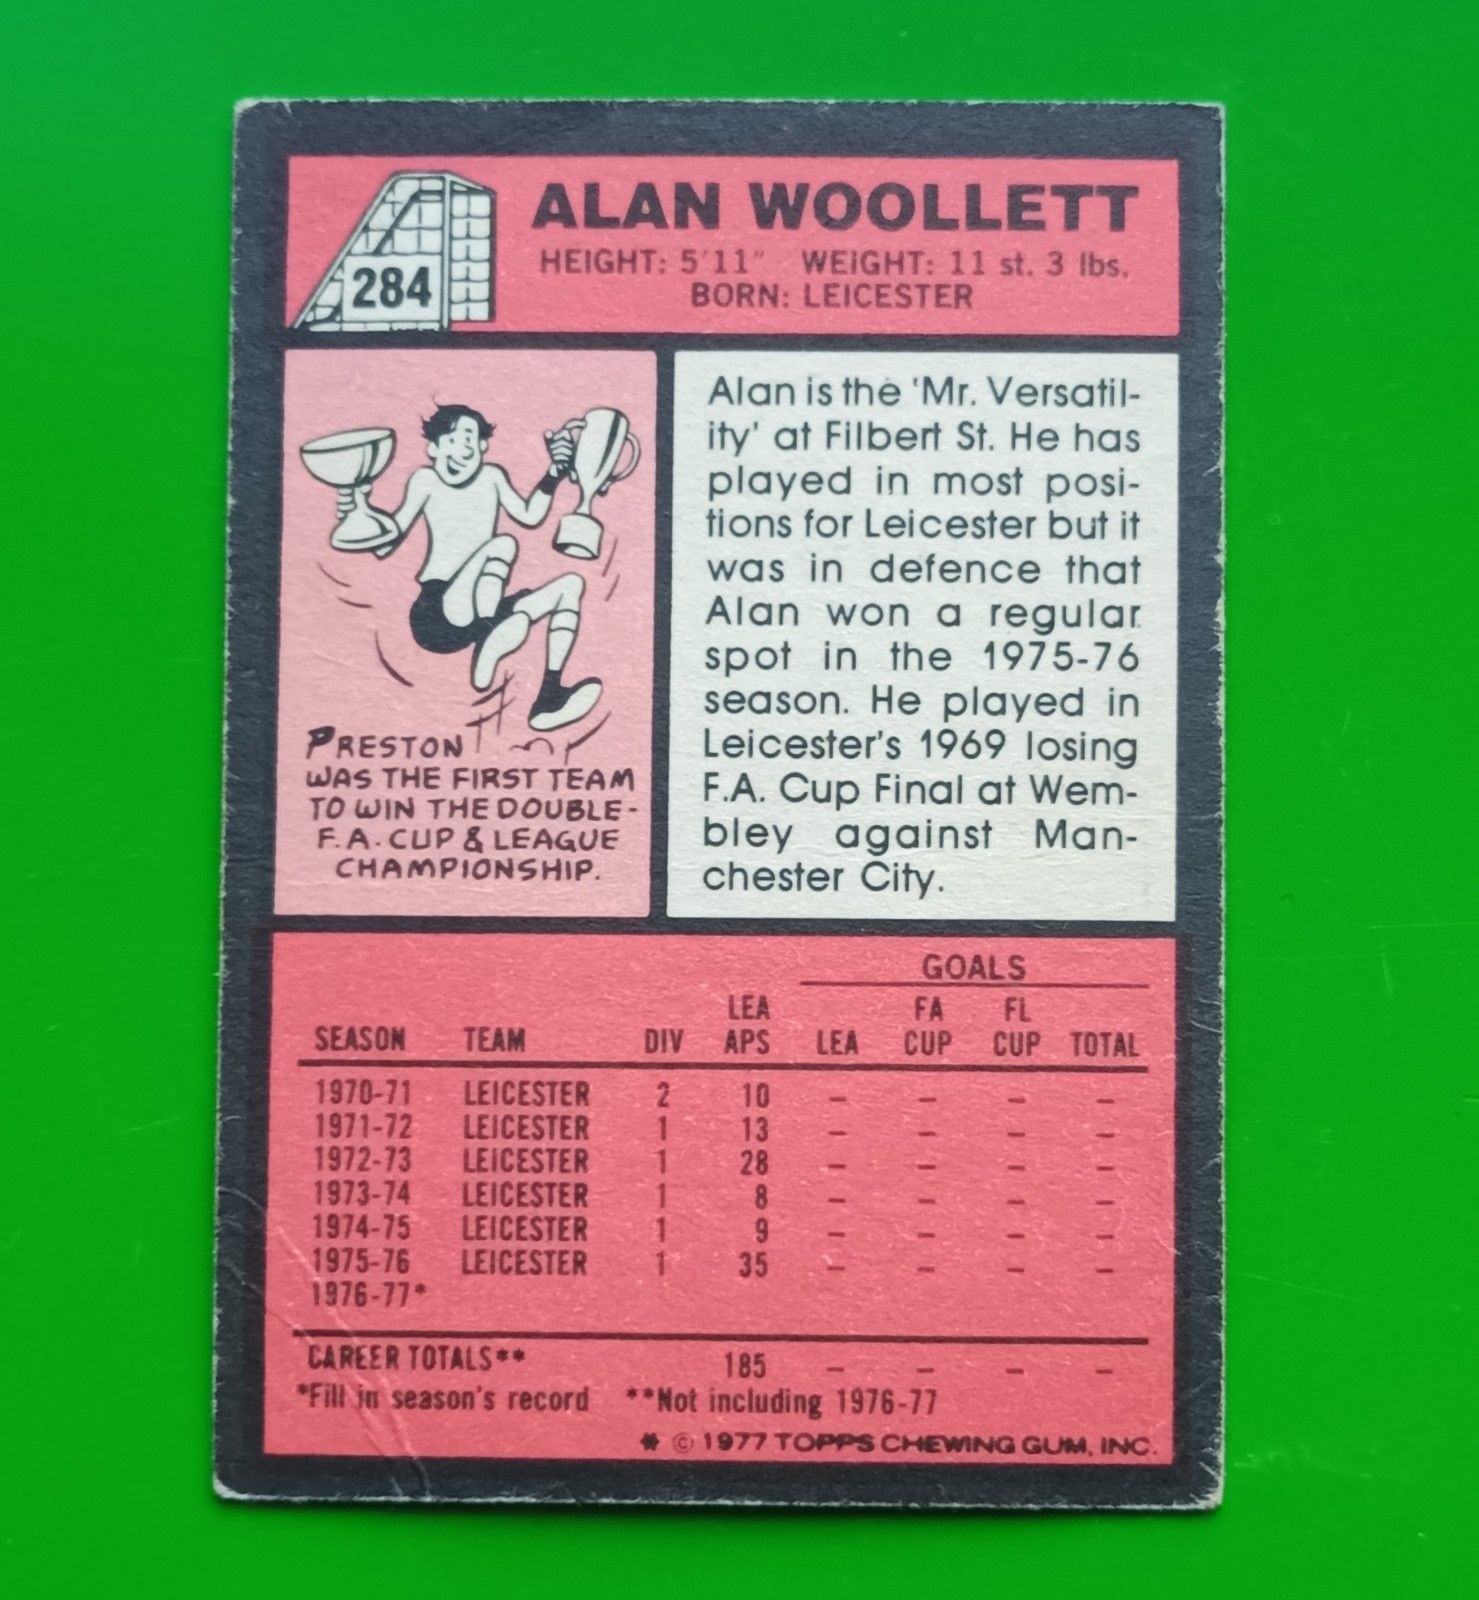 ALAN WOOLLETT
HEIGHT: 5'11" WEIGHT: 11 st. 3 lbs.
BORN: LEICESTER
284
PRESTON
WAS THE FIRST TEAM
TO WIN THE DOUBLE-
F.A. CUP & LEAGUE
CHAMPIONSHIP.
Alan is the 'Mr. Versatil-
ity' at Filbert St. He has
played in most posi-
tions for Leicester but it
was in defence that
Alan won a regular
spot in the 1975-76
season. He played in
Leicester's 1969 losing
F.A. Cup Final at Wem-
bley against Man-
chester City.
GOALS
LEA FA FL
SEASON TEAM DIV APS LEA CUP CUP TOTAL
1970-71 LEICESTER 2 10 – – – –
1971-72 LEICESTER 1 13 – – – –
1972-73 LEICESTER 1 28 – – – –
1973-74 LEICESTER 1 8 – – – –
1974-75 LEICESTER 1 9 – – – –
1975-76 LEICESTER 1 35 – – – –
1976-77*
CAREER TOTALS** 185 – – – –
*Fill in season's record **Not including 1976-77
* © 1977 TOPPS CHEWING GUM, INC.